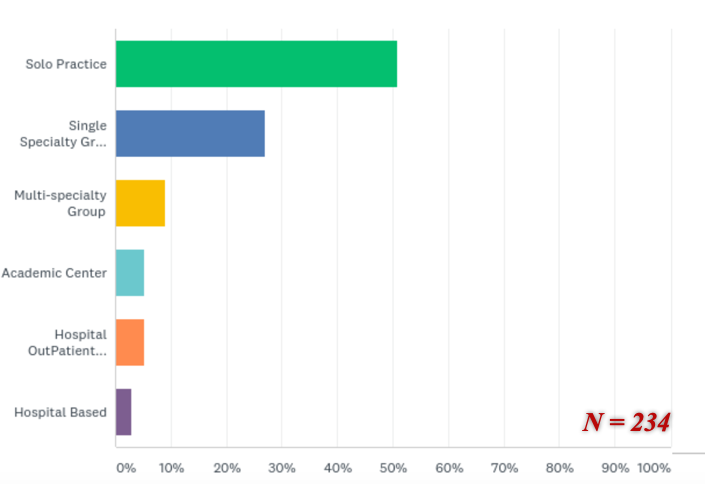 Solo Practice
Single
Specialty Gr...
Multi-specialty
Group
Academic Center
Hospital
OutPatient...
Hospital Based
N = 234
0% 10% 20% 30% 40% 50% 60% 70% 80% 90% 100%